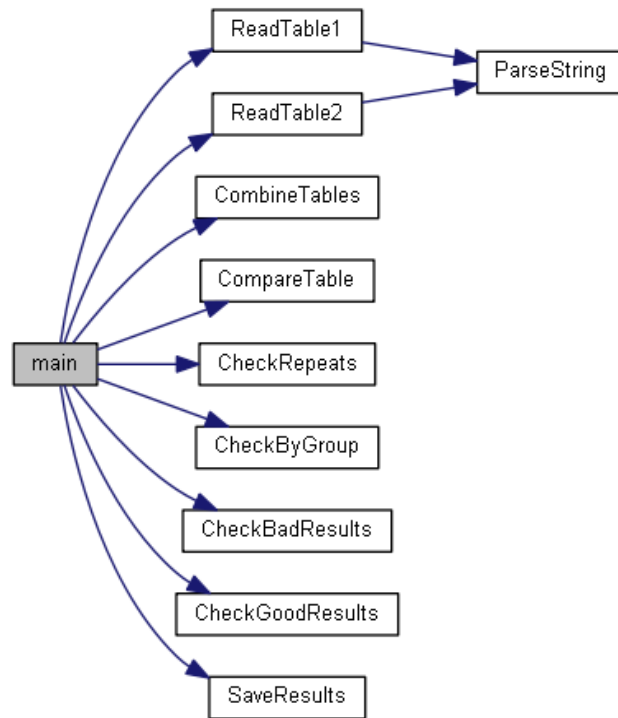 ReadTable1
ParseString
ReadTable2
CombineTables
CompareTable
main
CheckRepeats
CheckByGroup
CheckBadResults
CheckGoodResults
SaveResults